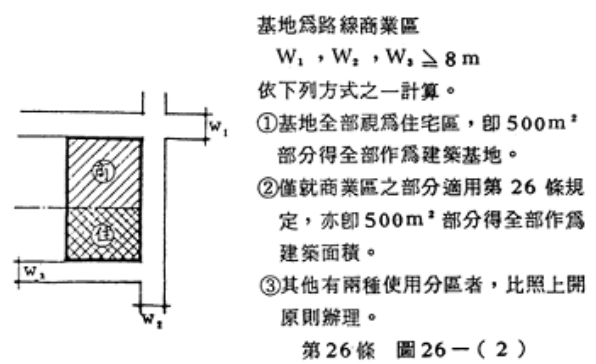 基地爲路線商業區
W₁，W₂，W₃≧8m
依下列方式之一計算。
①基地全部視爲住宅區，卽500m²
部分得全部作爲建築基地。
②僅就商業區之部分適用第26條規
定，亦卽500m²部分得全部作爲
建築面積。
③其他有兩種使用分區者，比照上開
原則辦理。
第26條 圖26－(2)
W₁
商
住
W₃
W₂